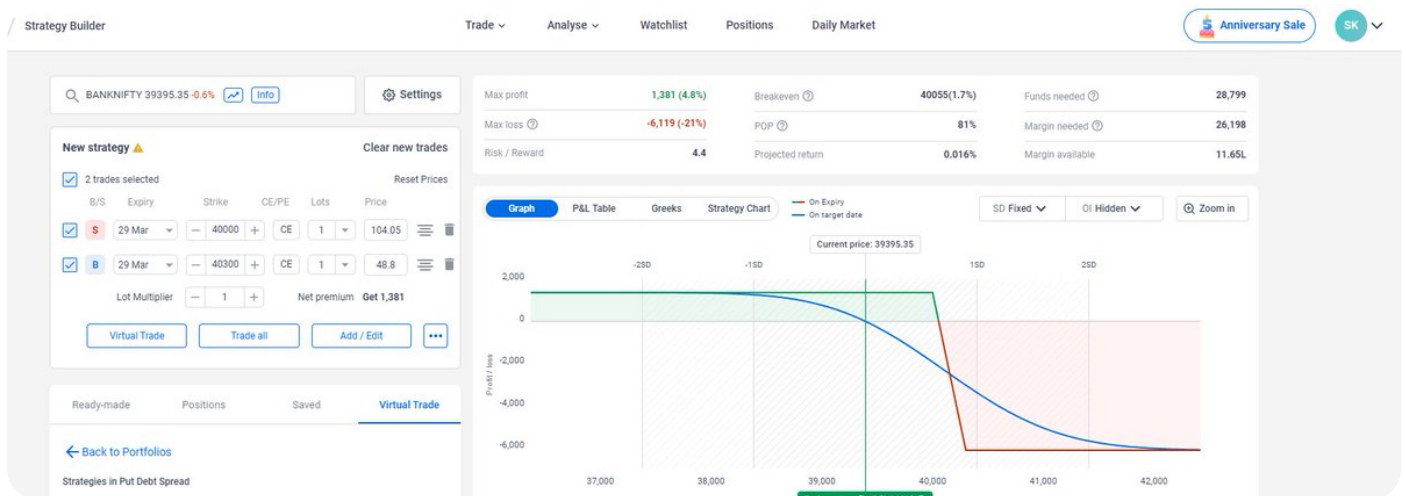 / Strategy Builder
Trade
Analyse
Watchlist
Positions
Daily Market
5 Anniversary Sale
SK
BANKNIFTY 39395.35 -0.6% Info
Settings
New strategy
Clear new trades
2 trades selected
Reset Prices
B/S Expiry Strike CE/PE Lots Price
S 29 Mar − 40000 + CE 1 104.05
B 29 Mar − 40300 + CE 1 48.8
Lot Multiplier − 1 + Net premium Get 1,381
Virtual Trade
Trade all
Add / Edit
Ready-made
Positions
Saved
Virtual Trade
Back to Portfolios
Strategies in Put Debt Spread
Max profit 1,381 (4.8%)
Breakeven 40055(1.7%)
Funds needed 28,799
Max loss -6,119 (-21%)
POP 81%
Margin needed 26,198
Risk / Reward 4.4
Projected return 0.016%
Margin available 11.65L
Graph
P&L Table
Greeks
Strategy Chart
On Expiry
On target date
SD Fixed
OI Hidden
Zoom in
Current price: 39395.35
-2SD
-1SD
1SD
2SD
2,000
0
-2,000
-4,000
-6,000
Profit / loss
37,000
38,000
39,000
40,000
41,000
42,000